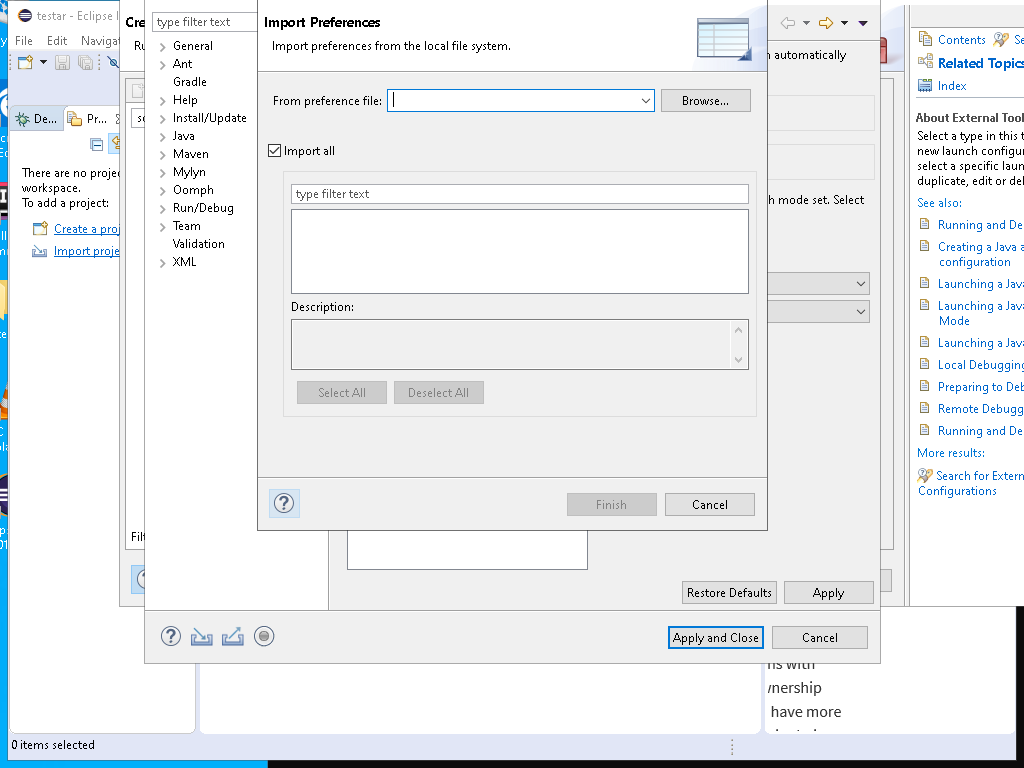 testar - Eclipse I
File Edit Navigat
De... Pr...
There are no proje
workspace.
To add a project:
Create a proj
Import proje
0 items selected
Cre
Ru
Filt
type filter text
General
Ant
Gradle
Help
Install/Update
Java
Maven
Mylyn
Oomph
Run/Debug
Team
Validation
XML
Import Preferences
Import preferences from the local file system.
From preference file:
Browse...
Import all
type filter text
Description:
Select All
Deselect All
Finish
Cancel
automatically
h mode set. Select
Restore Defaults
Apply
Apply and Close
Cancel
Contents Se
Related Topics
Index
About External Tool
Select a type in this t
new launch configur
select a specific laun
duplicate, edit or del
See also:
Running and De
Creating a Java a
configuration
Launching a Java
Launching a Java
Mode
Launching a Java
Local Debugging
Preparing to Deb
Remote Debugg
Running and De
More results:
Search for Extern
Configurations
ns with
wnership
have more